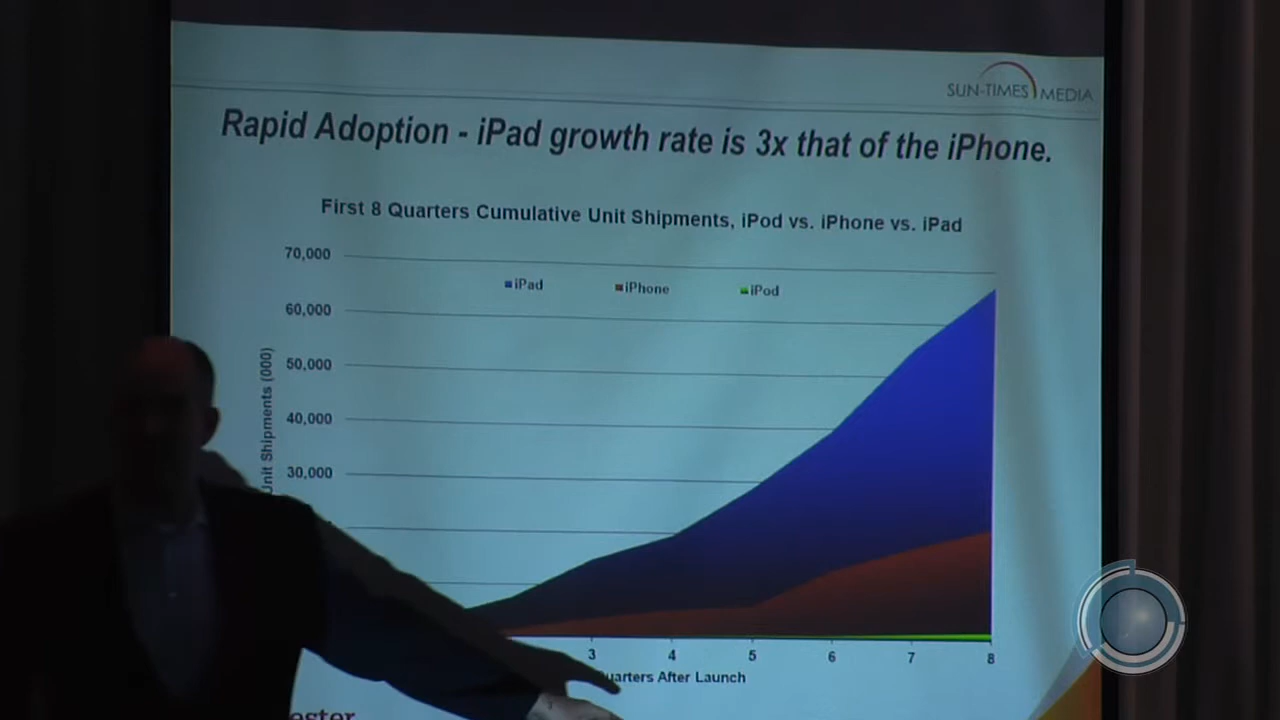 SUN-TIMES MEDIA
Rapid Adoption - iPad growth rate is 3x that of the iPhone.
First 8 Quarters Cumulative Unit Shipments, iPod vs. iPhone vs. iPad
70,000
iPad iPhone iPod
60,000
50,000
40,000
30,000
Unit Shipments (000)
3 4 5 6 7 8
uarters After Launch